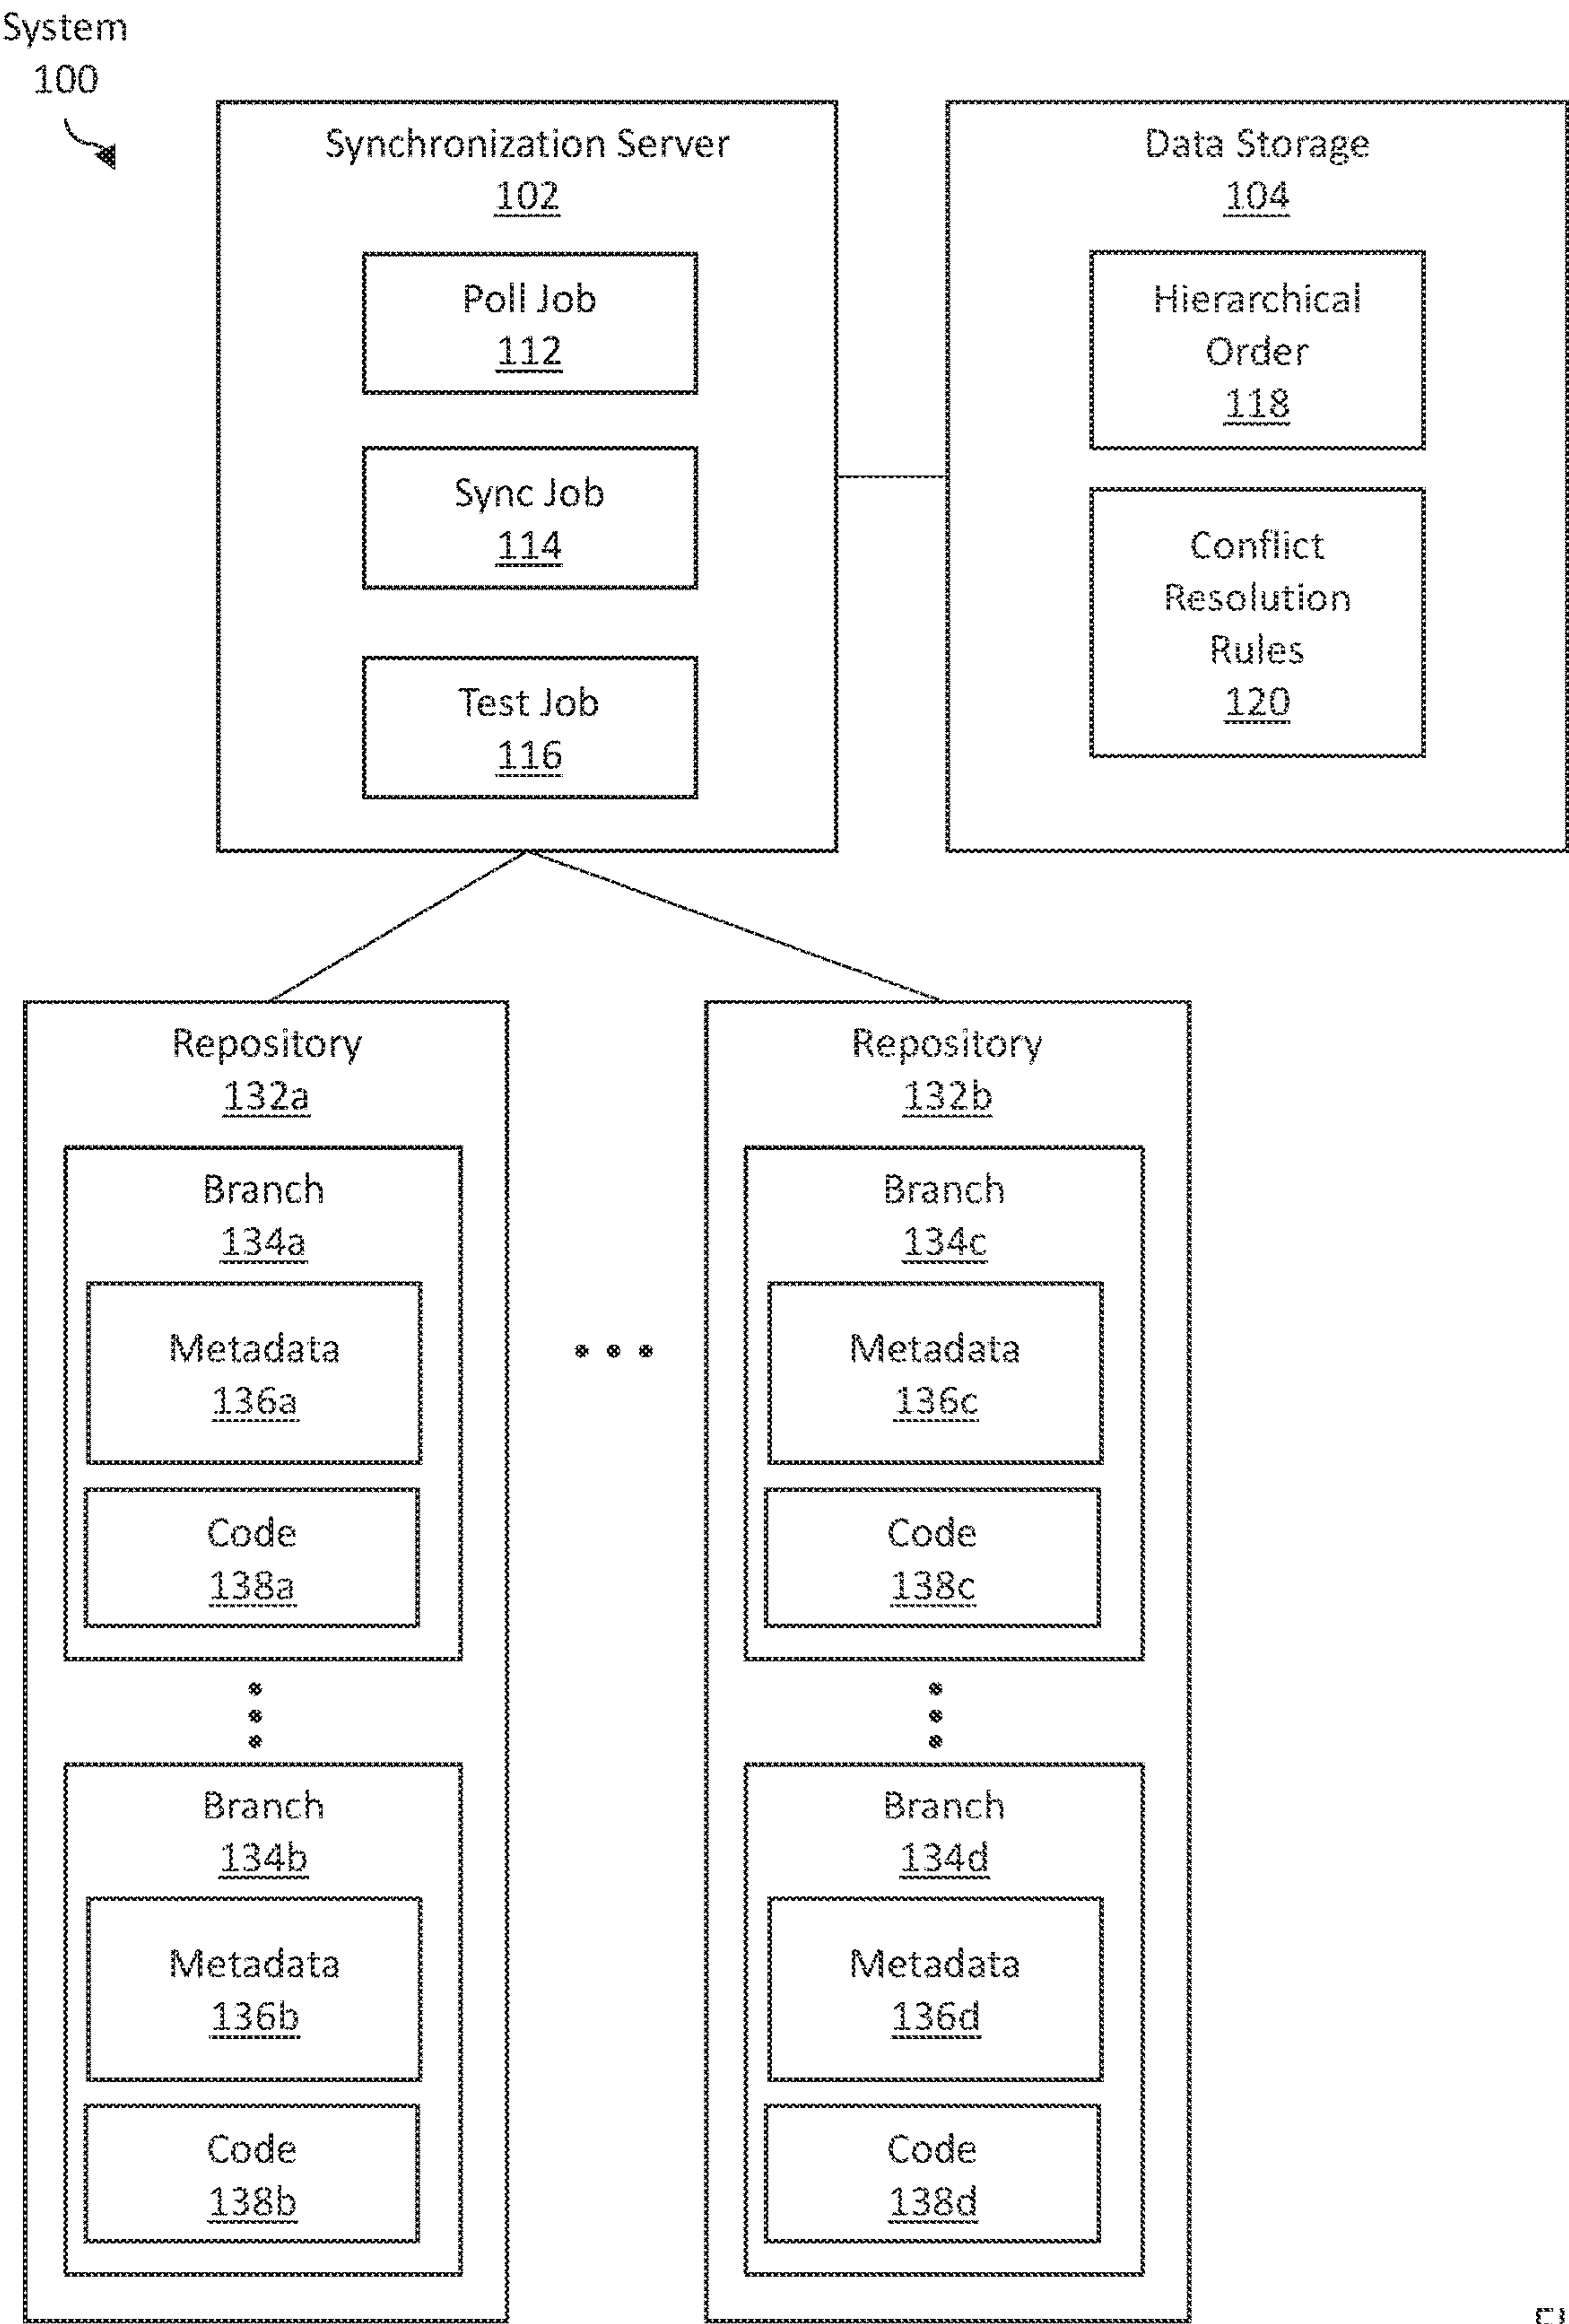 System
100
Synchronization Server
102
Poll Job
112
Sync Job
114
Test Job
116
Data Storage
104
Hierarchical
Order
118
Conflict
Resolution
Rules
120
Repository
132a
Branch
134a
Metadata
136a
Code
138a
Branch
134b
Metadata
136b
Code
138b
Repository
132b
Branch
134c
Metadata
136c
Code
138c
Branch
134d
Metadata
136d
Code
138d